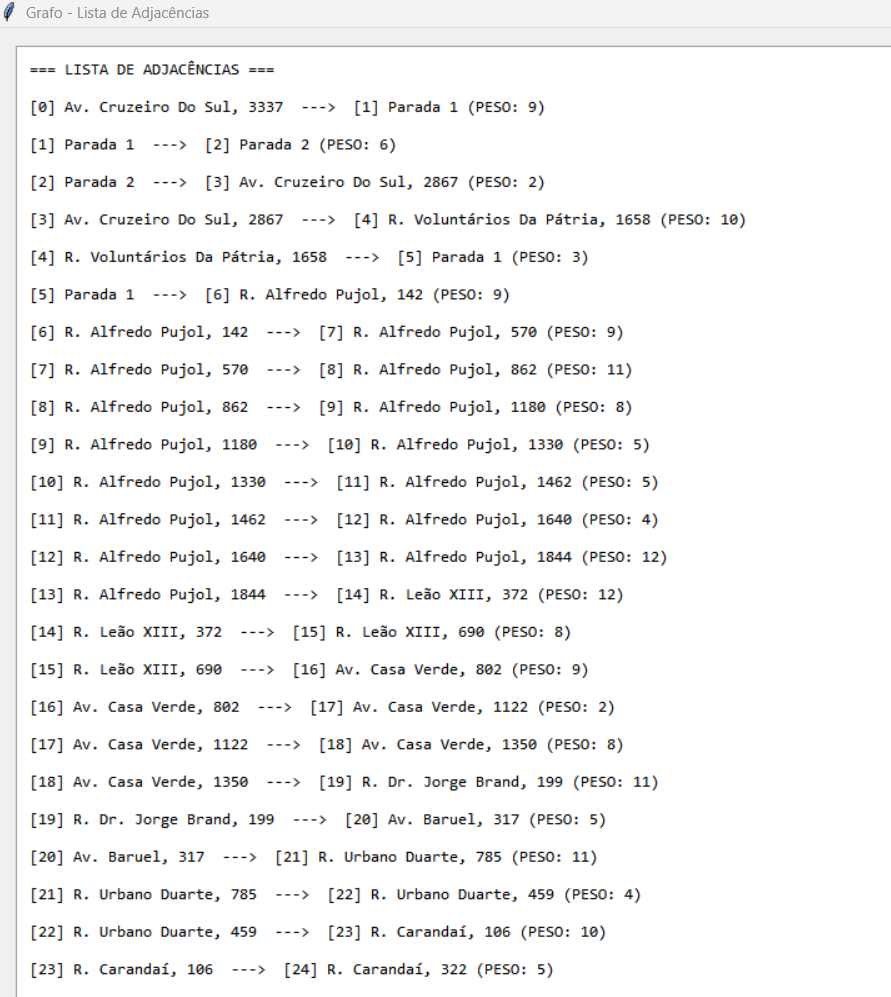 Grafo - Lista de Adjacências
=== LISTA DE ADJACÊNCIAS ===
[0] Av. Cruzeiro Do Sul, 3337  --->  [1] Parada 1 (PESO: 9)
[1] Parada 1  --->  [2] Parada 2 (PESO: 6)
[2] Parada 2  --->  [3] Av. Cruzeiro Do Sul, 2867 (PESO: 2)
[3] Av. Cruzeiro Do Sul, 2867  --->  [4] R. Voluntários Da Pátria, 1658 (PESO: 10)
[4] R. Voluntários Da Pátria, 1658  --->  [5] Parada 1 (PESO: 3)
[5] Parada 1  --->  [6] R. Alfredo Pujol, 142 (PESO: 9)
[6] R. Alfredo Pujol, 142  --->  [7] R. Alfredo Pujol, 570 (PESO: 9)
[7] R. Alfredo Pujol, 570  --->  [8] R. Alfredo Pujol, 862 (PESO: 11)
[8] R. Alfredo Pujol, 862  --->  [9] R. Alfredo Pujol, 1180 (PESO: 8)
[9] R. Alfredo Pujol, 1180  --->  [10] R. Alfredo Pujol, 1330 (PESO: 5)
[10] R. Alfredo Pujol, 1330  --->  [11] R. Alfredo Pujol, 1462 (PESO: 5)
[11] R. Alfredo Pujol, 1462  --->  [12] R. Alfredo Pujol, 1640 (PESO: 4)
[12] R. Alfredo Pujol, 1640  --->  [13] R. Alfredo Pujol, 1844 (PESO: 12)
[13] R. Alfredo Pujol, 1844  --->  [14] R. Leão XIII, 372 (PESO: 12)
[14] R. Leão XIII, 372  --->  [15] R. Leão XIII, 690 (PESO: 8)
[15] R. Leão XIII, 690  --->  [16] Av. Casa Verde, 802 (PESO: 9)
[16] Av. Casa Verde, 802  --->  [17] Av. Casa Verde, 1122 (PESO: 2)
[17] Av. Casa Verde, 1122  --->  [18] Av. Casa Verde, 1350 (PESO: 8)
[18] Av. Casa Verde, 1350  --->  [19] R. Dr. Jorge Brand, 199 (PESO: 11)
[19] R. Dr. Jorge Brand, 199  --->  [20] Av. Baruel, 317 (PESO: 5)
[20] Av. Baruel, 317  --->  [21] R. Urbano Duarte, 785 (PESO: 11)
[21] R. Urbano Duarte, 785  --->  [22] R. Urbano Duarte, 459 (PESO: 4)
[22] R. Urbano Duarte, 459  --->  [23] R. Carandaí, 106 (PESO: 10)
[23] R. Carandaí, 106  --->  [24] R. Carandaí, 322 (PESO: 5)